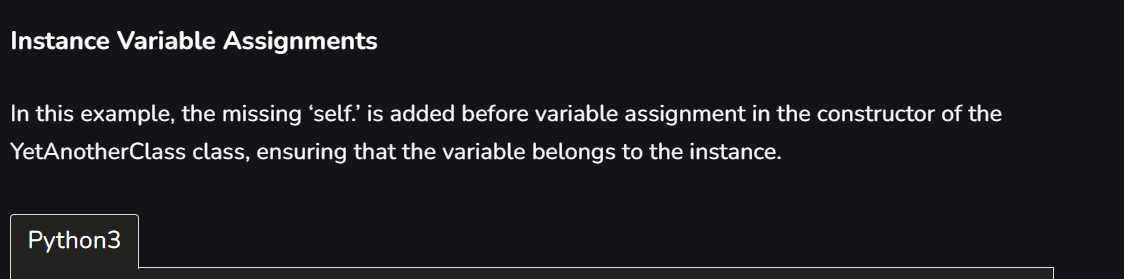 Instance Variable Assignments
In this example, the missing ‘self.’ is added before variable assignment in the constructor of the
YetAnotherClass class, ensuring that the variable belongs to the instance.
Python3